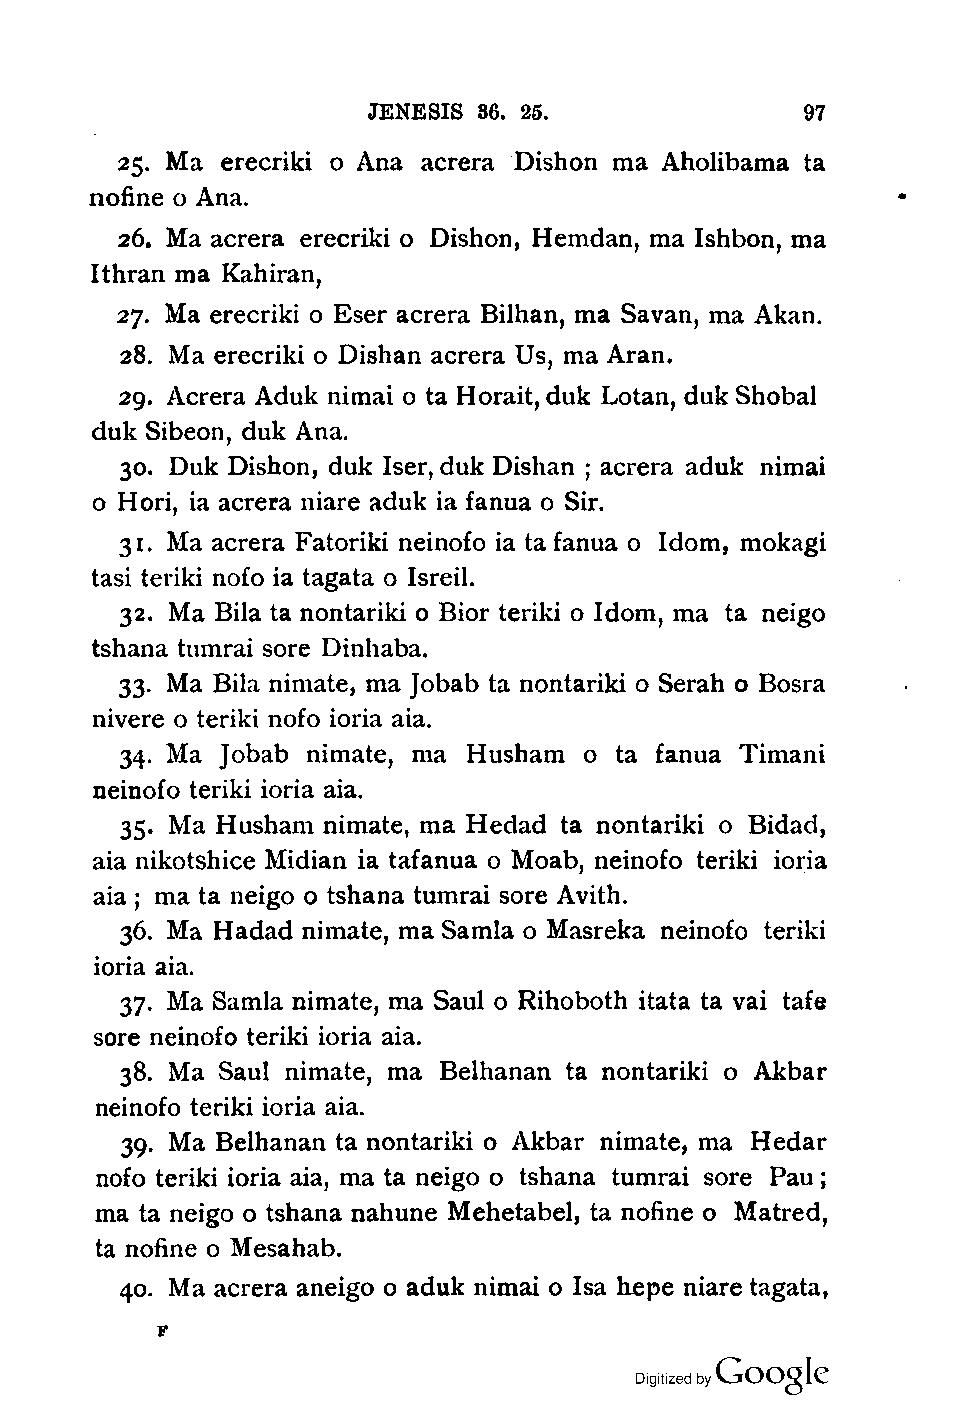 JENESIS 36. 25. 97
25. Ma erecriki o Ana acrera Dishon ma Aholibama ta
nofine o Ana.
26. Ma acrera erecriki o Dishon, Hemdan, ma Ishbon, ma
Ithran ma Kahiran,
27. Ma erecriki o Eser acrera Bilhan, ma Savan, ma Akan.
28. Ma erecriki o Dishan acrera Us, ma Aran.
29. Acrera Aduk nimai o ta Horait, duk Lotan, duk Shobal
duk Sibeon, duk Ana.
30. Duk Dishon, duk Iser, duk Dishan ; acrera aduk nimai
o Hori, ia acrera niare aduk ia fanua o Sir.
31. Ma acrera Fatoriki neinofo ia ta fanua o Idom, mokagi
tasi teriki nofo ia tagata o Isreil.
32. Ma Bila ta nontariki o Bior teriki o Idom, ma ta neigo
tshana tumrai sore Dinhaba.
33. Ma Bila nimate, ma Jobab ta nontariki o Serah o Bosra
nivere o teriki nofo ioria aia.
34. Ma Jobab nimate, ma Husham o ta fanua Timani
neinofo teriki ioria aia.
35. Ma Husham nimate, ma Hedad ta nontariki o Bidad,
aia nikotshice Midian ia tafanua o Moab, neinofo teriki ioria
aia ; ma ta neigo o tshana tumrai sore Avith.
36. Ma Hadad nimate, ma Samla o Masreka neinofo teriki
ioria aia.
37. Ma Samla nimate, ma Saul o Rihoboth itata ta vai tafe
sore neinofo teriki ioria aia.
38. Ma Saul nimate, ma Belhanan ta nontariki o Akbar
neinofo teriki ioria aia.
39. Ma Belhanan ta nontariki o Akbar nimate, ma Hedar
nofo teriki ioria aia, ma ta neigo o tshana tumrai sore Pau ;
ma ta neigo o tshana nahune Mehetabel, ta nofine o Matred,
ta nofine o Mesahab.
40. Ma acrera aneigo o aduk nimai o Isa hepe niare tagata,
F
Digitized by Google